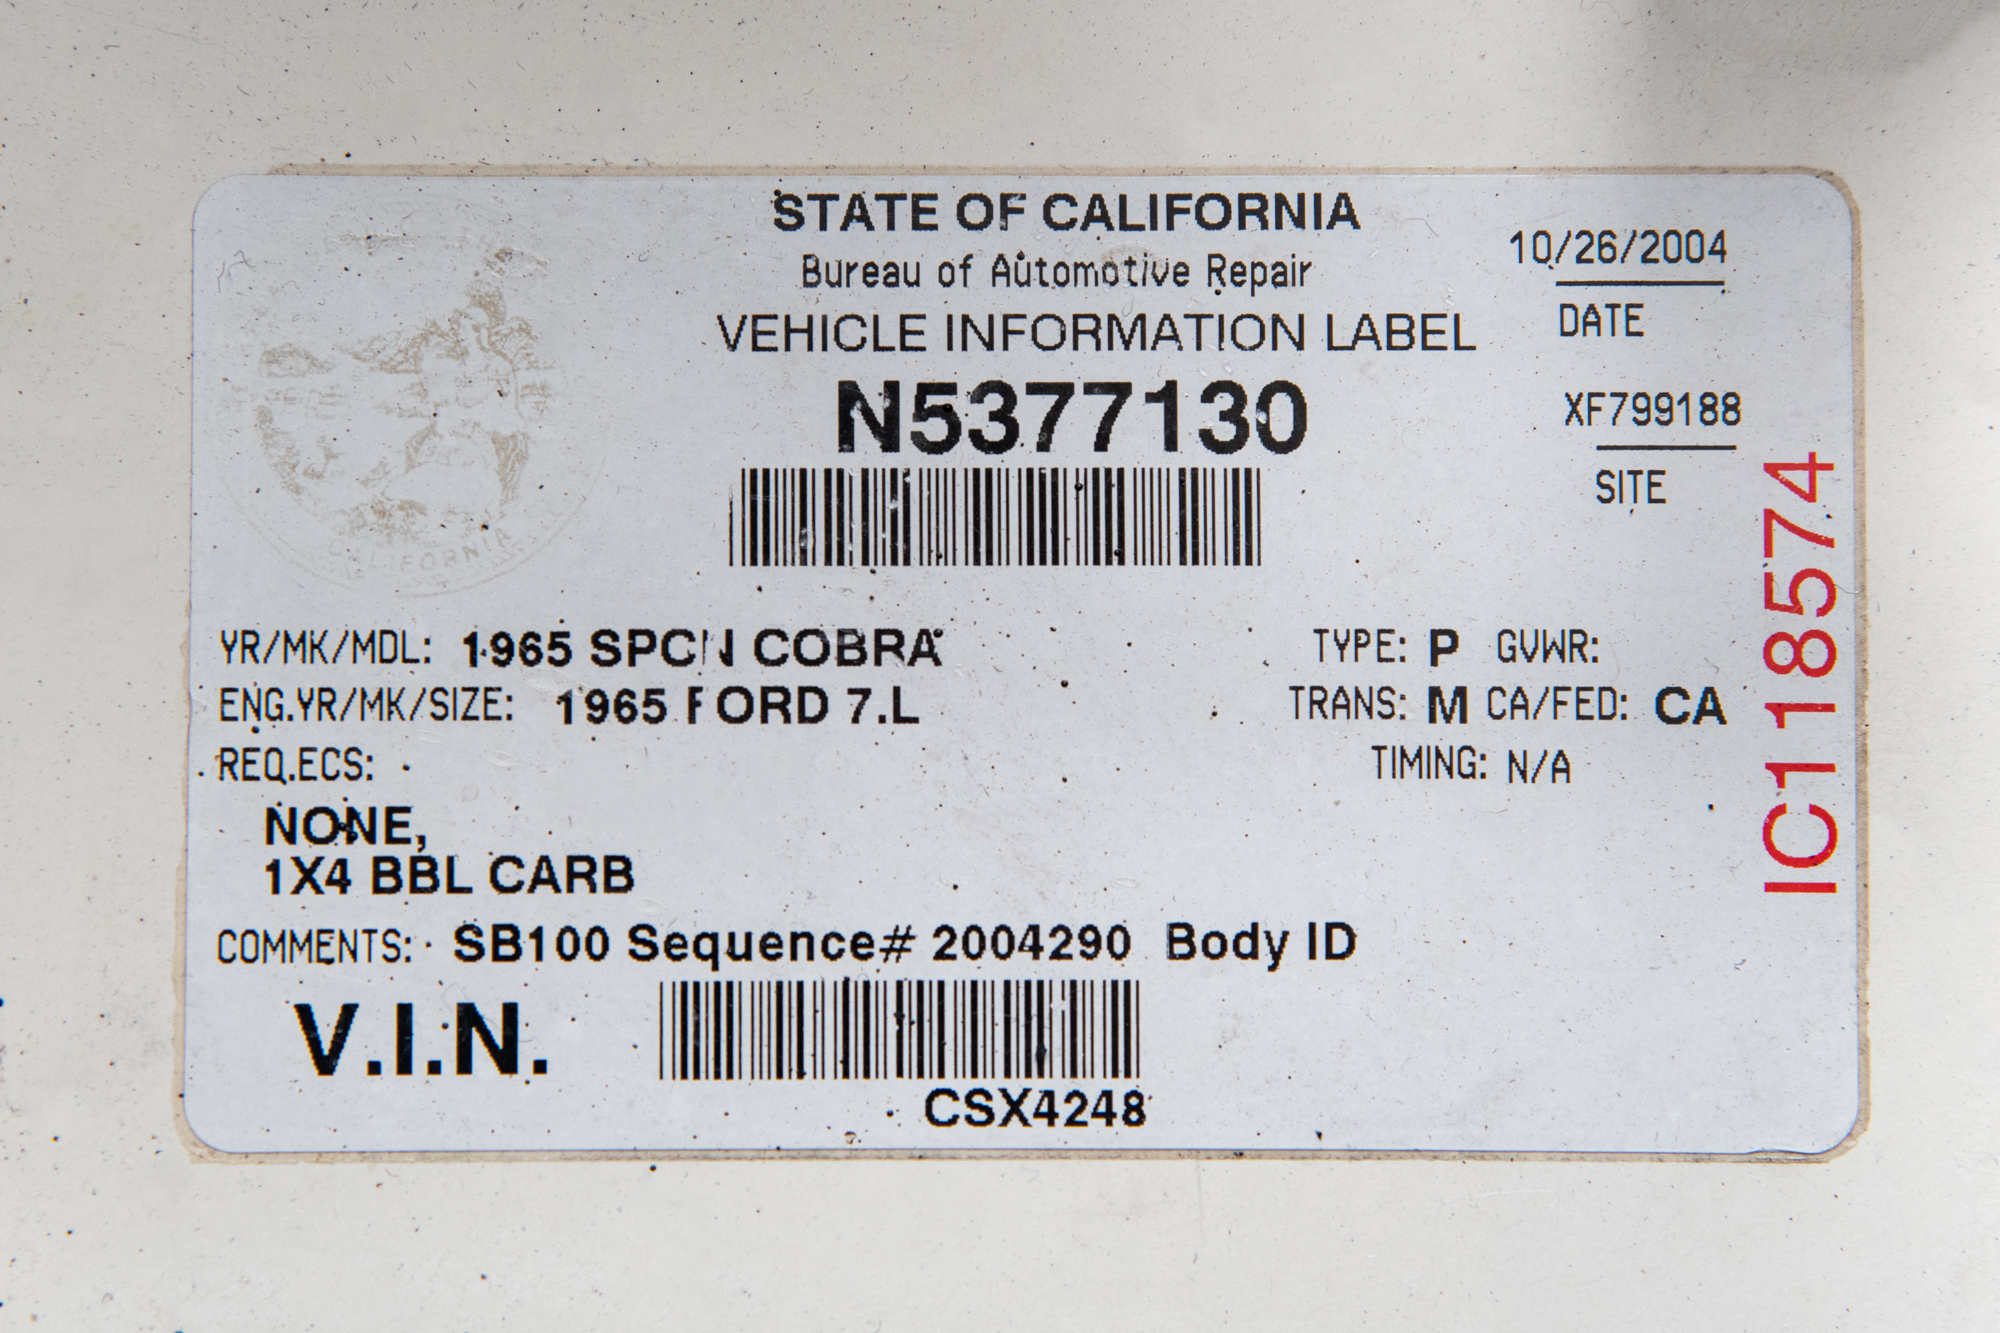 STATE OF CALIFORNIA
Bureau of Automotive Repair
VEHICLE INFORMATION LABEL
N5377130
10/26/2004
DATE
XF799188
SITE
IC118574
CALIFORNIA
YR/MK/MDL: 1965 SPCN COBRA
TYPE: P GVWR:
ENG.YR/MK/SIZE: 1965 FORD 7.L
TRANS: M CA/FED: CA
REQ.ECS:
TIMING: N/A
NONE,
1X4 BBL CARB
COMMENTS: SB100 Sequence# 2004290 Body ID
V.I.N.
CSX4248